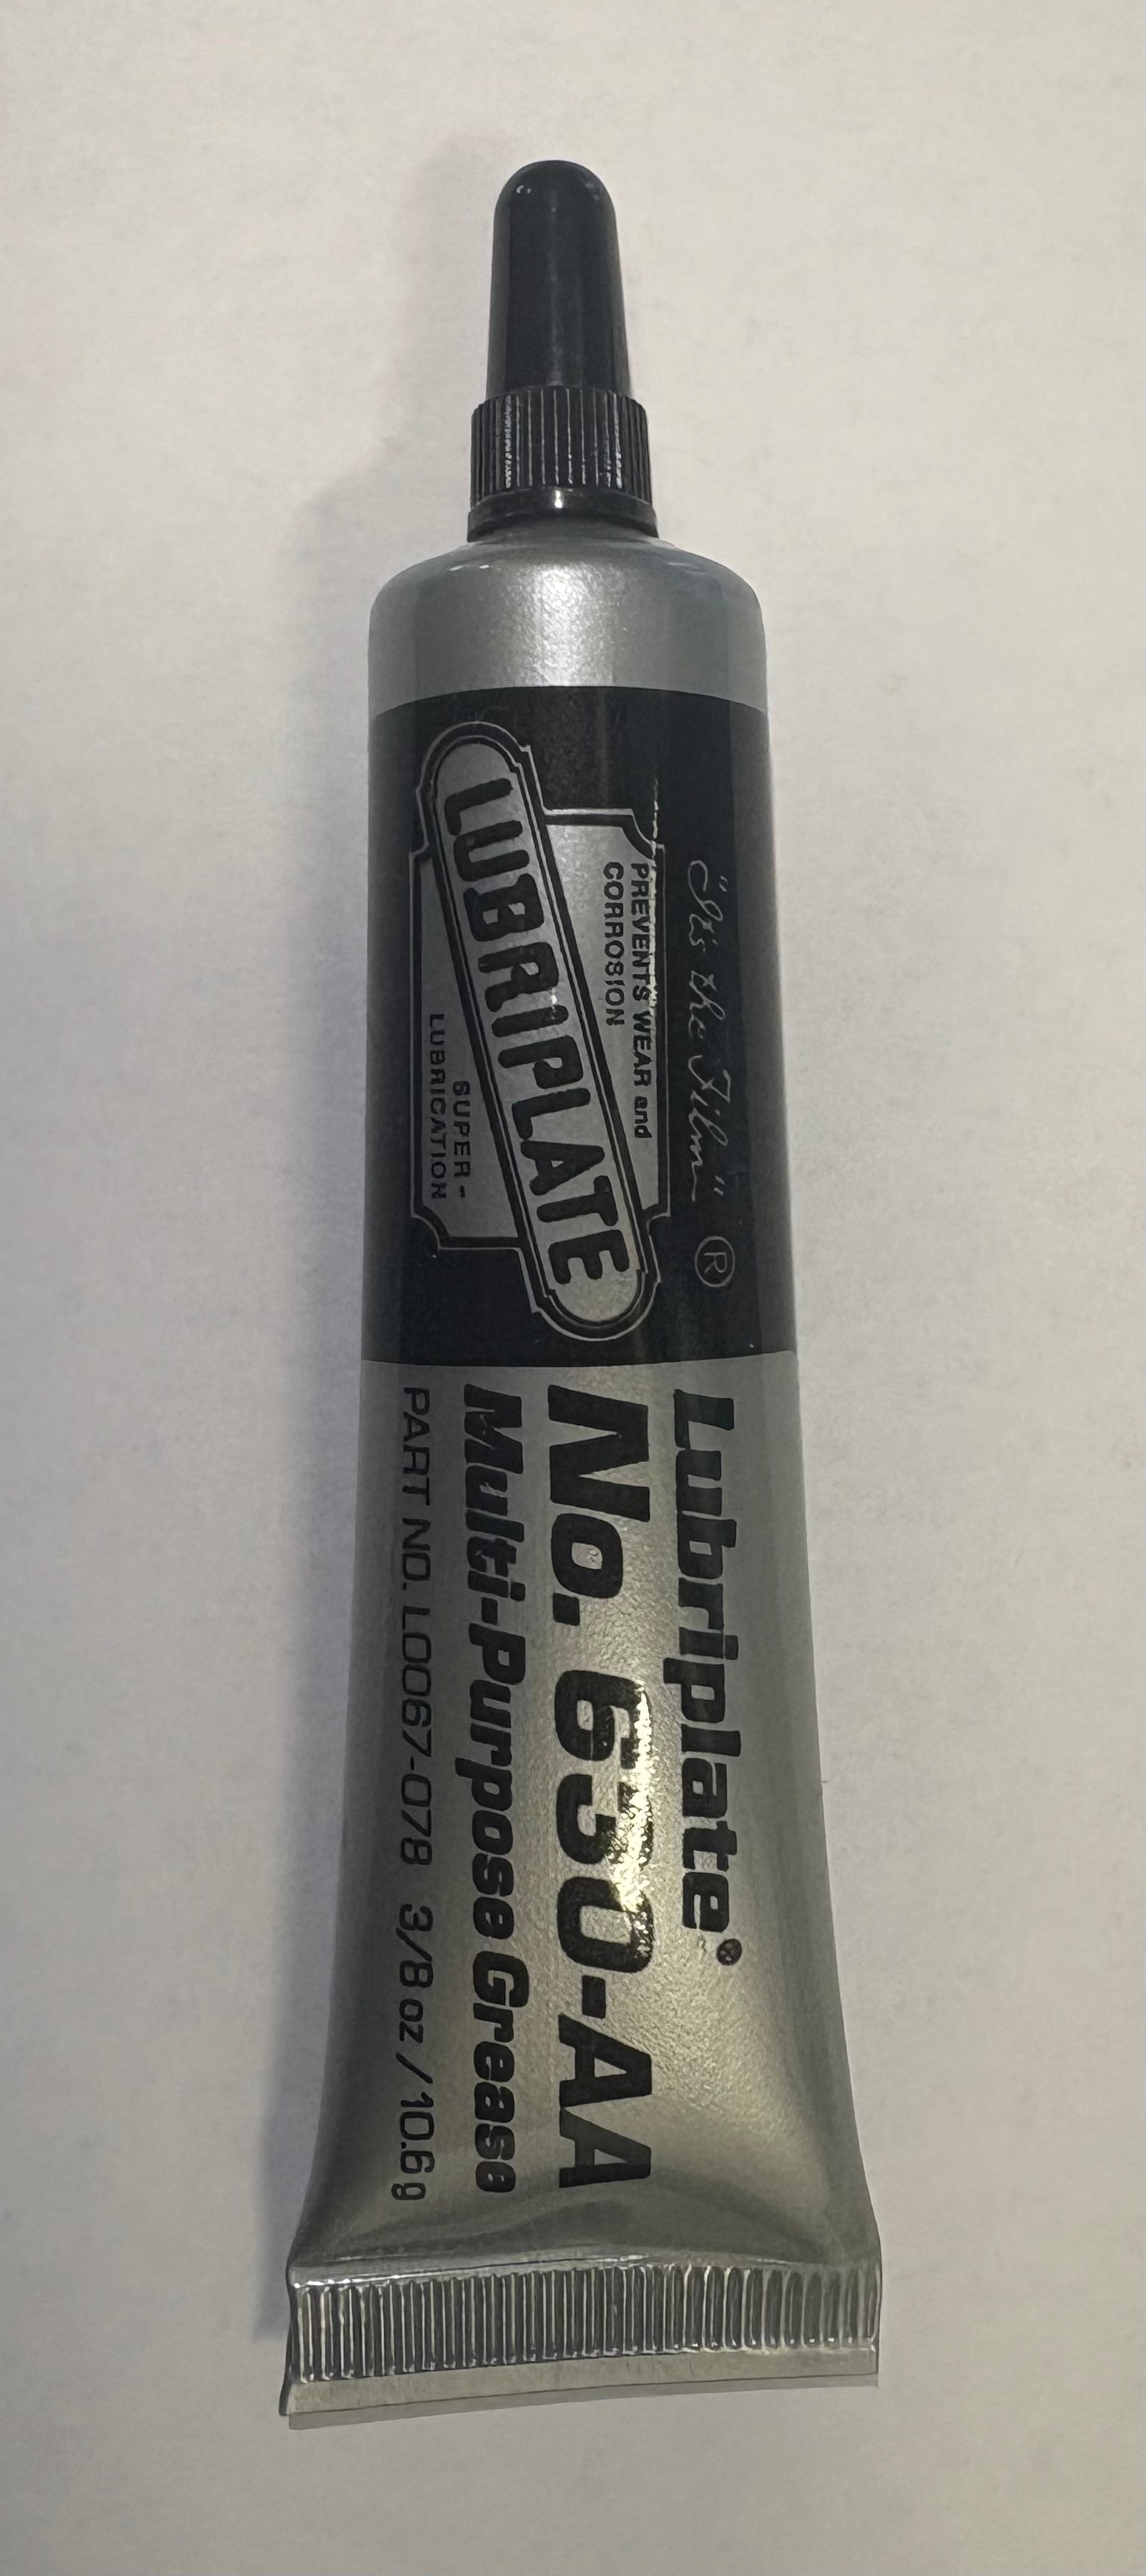 "It's the Film" ®
PREVENTS WEAR and
CORROSION
LUBRIPLATE
SUPER-
LUBRICATION
Lubriplate®
No. 630-AA
Multi-Purpose Grease
PART NO. L0067-078 3/8 oz / 10.6g